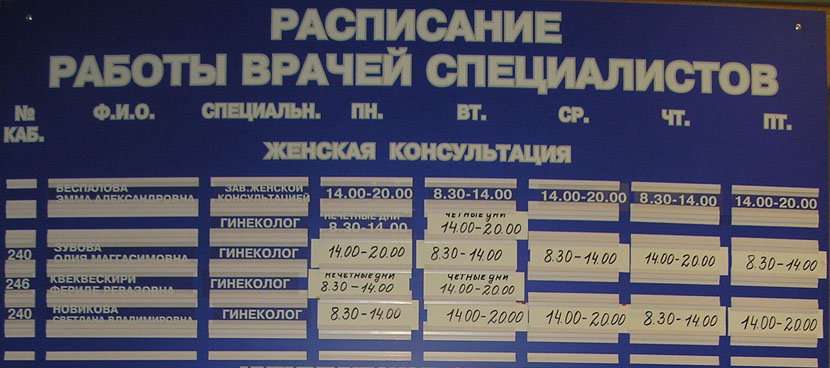 РАСПИСАНИЕ
РАБОТЫ ВРАЧЕЙ СПЕЦИАЛИСТОВ
№ КАБ. Ф.И.О. СПЕЦИАЛЬН. ПН. ВТ. СР. ЧТ. ПТ.
ЖЕНСКАЯ КОНСУЛЬТАЦИЯ
БЕСПАЛОВА ЗАВ.ЖЕНСКОЙ
ЭММА АЛЕКСАНДРОВНА КОНСУЛЬТАЦИЕЙ 14.00-20.00 8.30-14.00 14.00-20.00 8.30-14.00 14.00-20.00
НЕЧЕТНЫЕ ДНИ ЧЕТНЫЕ ДНИ
ГИНЕКОЛОГ 8.30-14.00 14.00-20.00
ЗУБОВА
240 ГИНЕКОЛОГ 14.00-20.00 8.30-14.00 8.30-14.00 14.00-20.00 8.30-14.00
КВЕКВЕСКИРИ НЕЧЕТНЫЕ ДНИ ЧЕТНЫЕ ДНИ
246 ФЕРИДЕ РЕВАЗОВНА ГИНЕКОЛОГ 8.30-14.00 14.00-20.00
НОВИКОВА
240 СВЕТЛАНА ВЛАДИМИРОВНА ГИНЕКОЛОГ 8.30-14.00 14.00-20.00 14.00-20.00 8.30-14.00 14.00-20.00